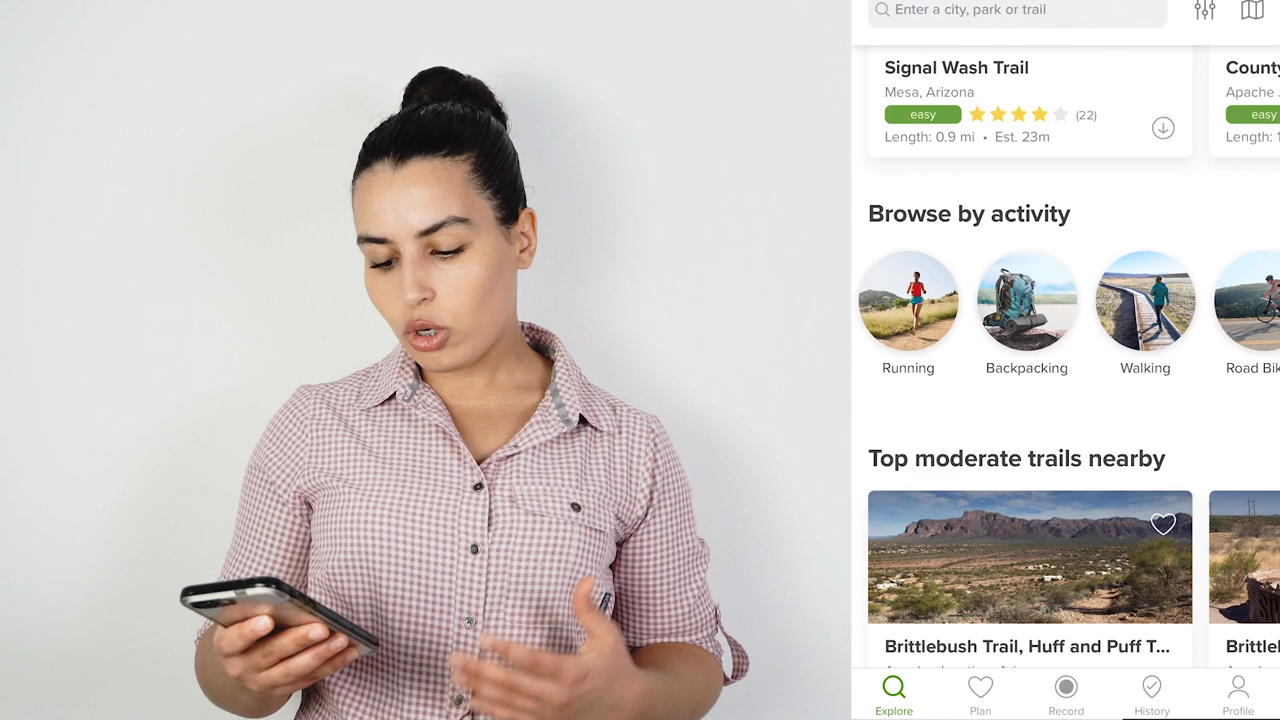 Enter a city, park or trail
Signal Wash Trail
Mesa, Arizona
easy
(22)
Length: 0.9 mi • Est. 23m
County
Apache
easy
Length: 1
Browse by activity
Running
Backpacking
Walking
Road Bik
Top moderate trails nearby
Brittlebush Trail, Huff and Puff T...
Brittle
Explore
Plan
Record
History
Profile